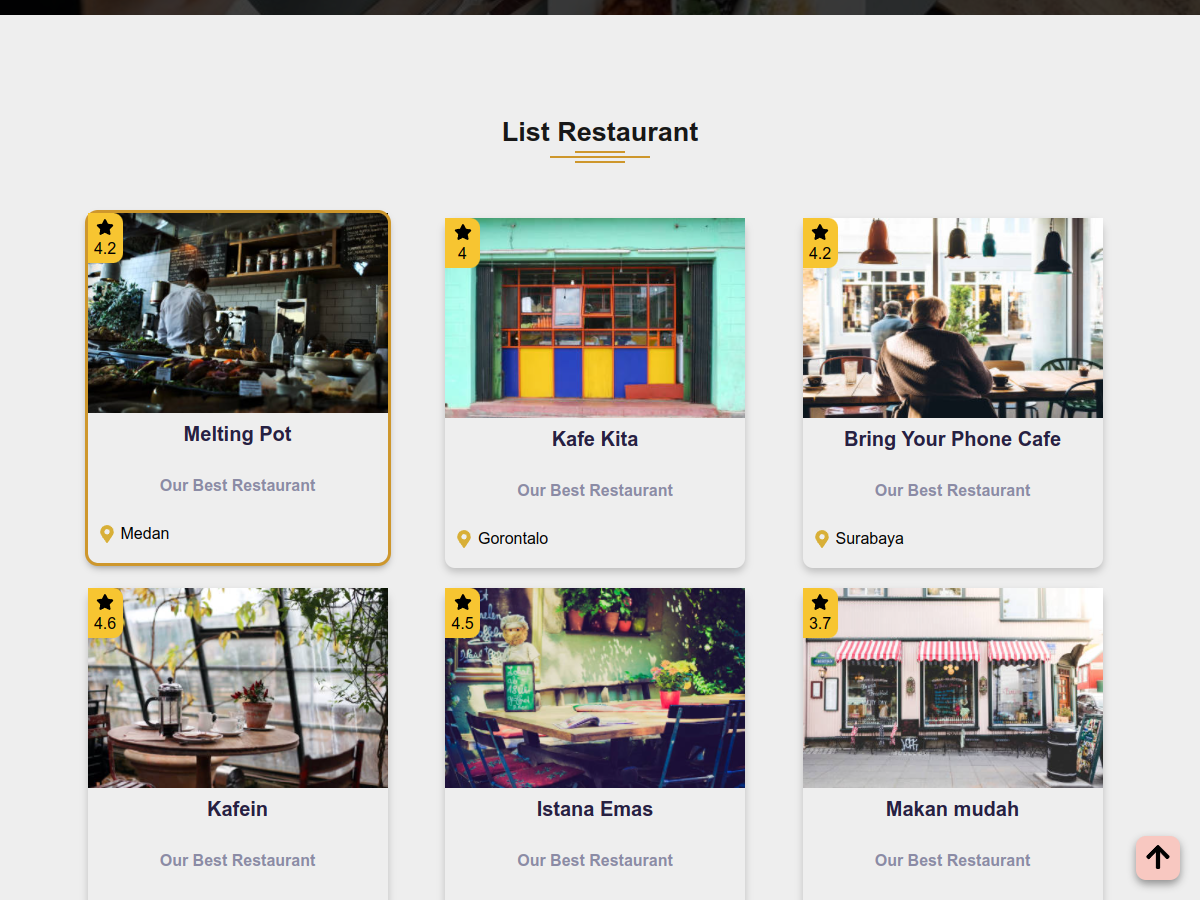 List Restaurant
4.2
Melting Pot
Our Best Restaurant
Medan
4
Kafe Kita
Our Best Restaurant
Gorontalo
4.2
Bring Your Phone Cafe
Our Best Restaurant
Surabaya
4.6
Kafein
Our Best Restaurant
4.5
Istana Emas
Our Best Restaurant
3.7
Makan mudah
Our Best Restaurant